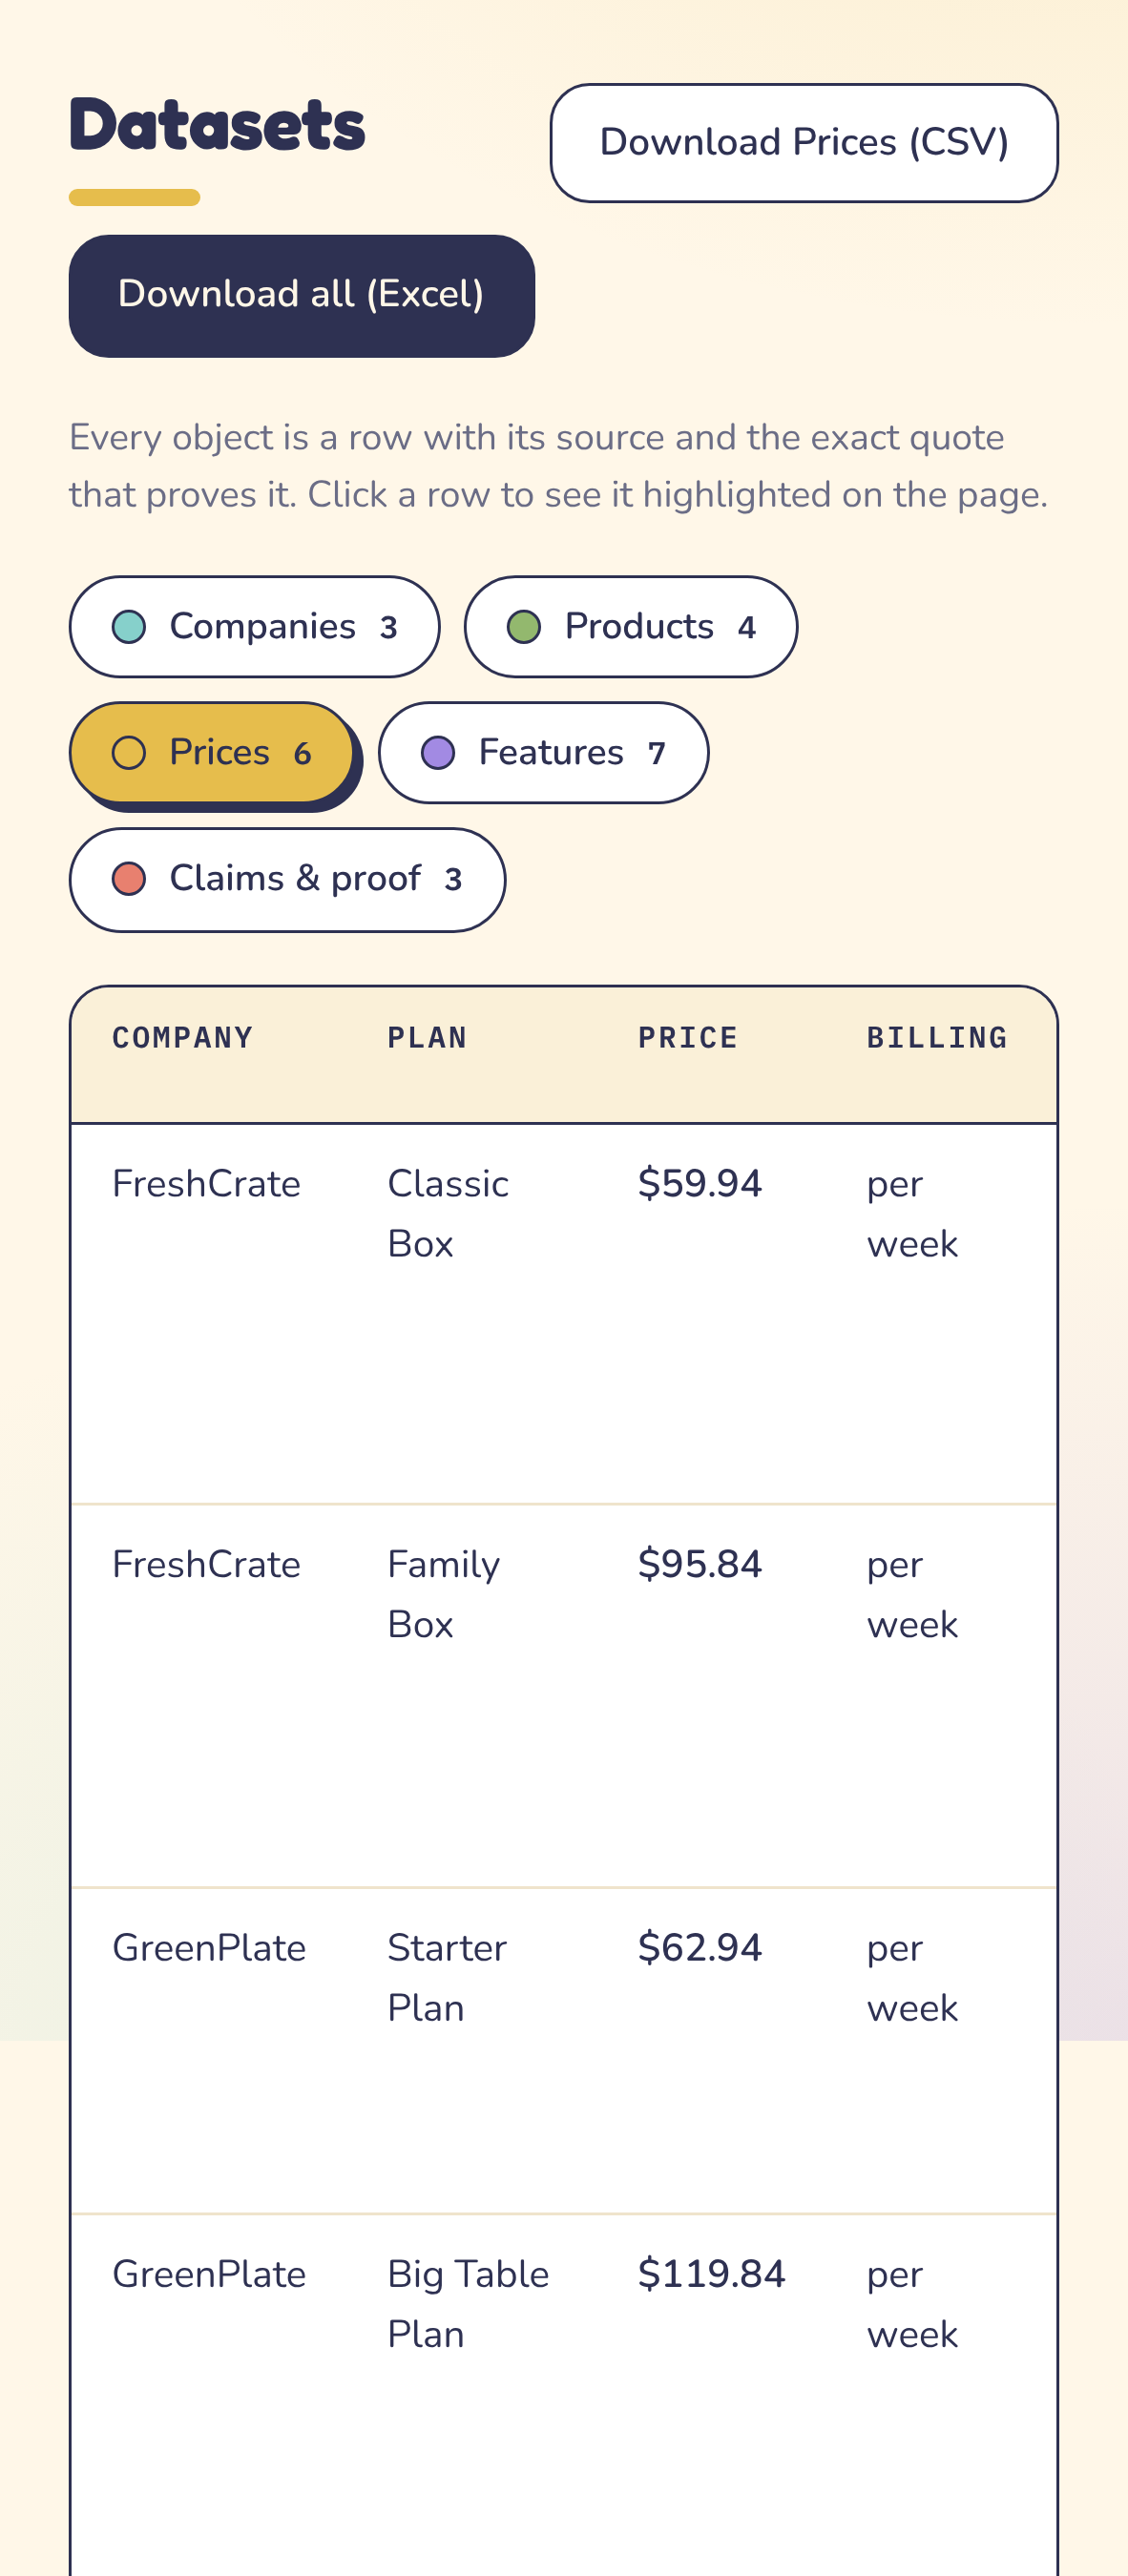 Datasets
Download Prices (CSV)
Download all (Excel)
Every object is a row with its source and the exact quote
that proves it. Click a row to see it highlighted on the page.
Companies 3
Products 4
Prices 6
Features 7
Claims & proof 3
COMPANY PLAN PRICE BILLING
FreshCrate Classic $59.94 per
Box week
FreshCrate Family $95.84 per
Box week
GreenPlate Starter $62.94 per
Plan week
GreenPlate Big Table $119.84 per
Plan week